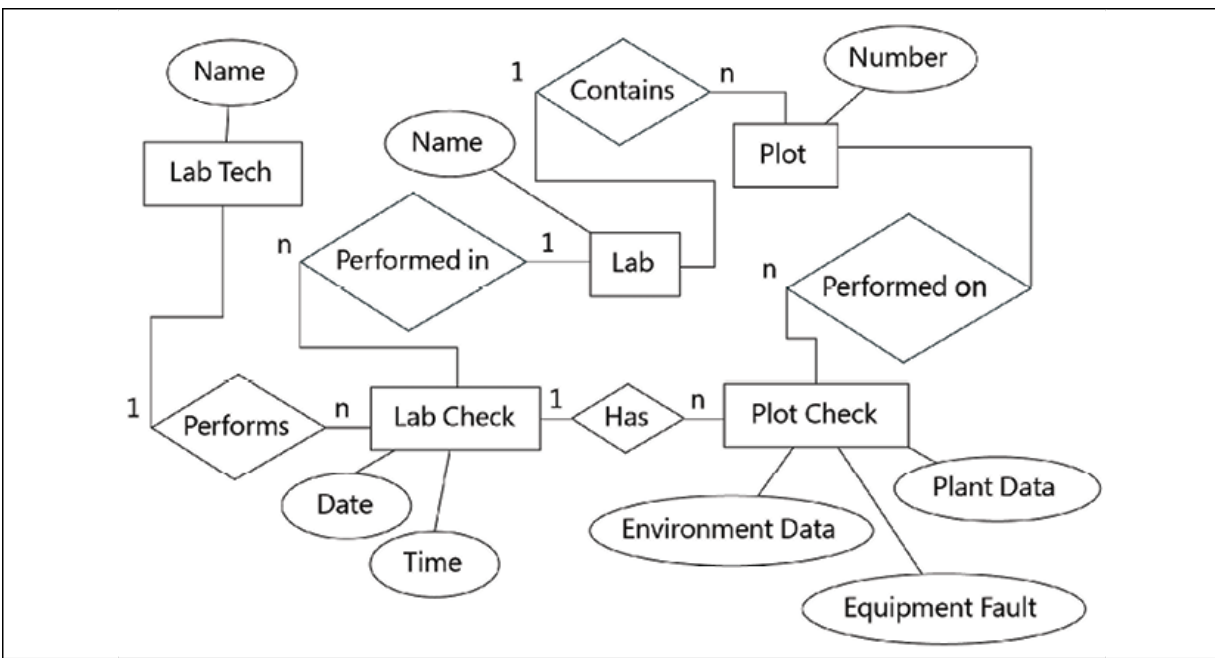 Name
1
Contains
n
Number
Name
Plot
Lab Tech
n
Performed in
1
Lab
n
Performed on
1
Performs
n
Lab Check
1
Has
n
Plot Check
Date
Time
Environment Data
Plant Data
Equipment Fault